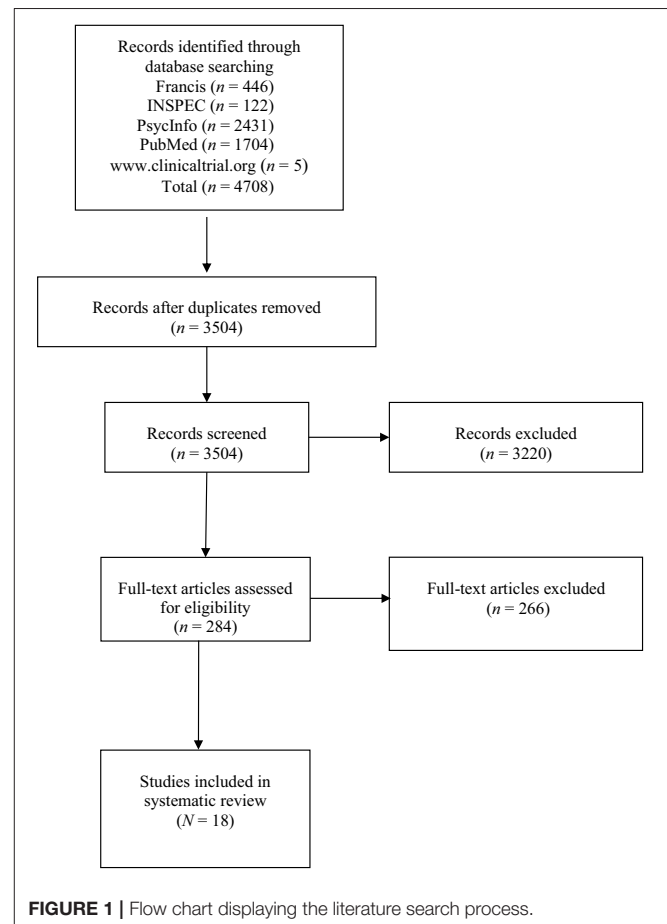 Records identified through
database searching
Francis (n = 446)
INSPEC (n = 122)
PsycInfo (n = 2431)
PubMed (n = 1704)
www.clinicaltrial.org (n = 5)
Total (n = 4708)
Records after duplicates removed
(n = 3504)
Records screened
(n = 3504)
Records excluded
(n = 3220)
Full-text articles assessed
for eligibility
(n = 284)
Full-text articles excluded
(n = 266)
Studies included in
systematic review
(N = 18)
FIGURE 1 | Flow chart displaying the literature search process.